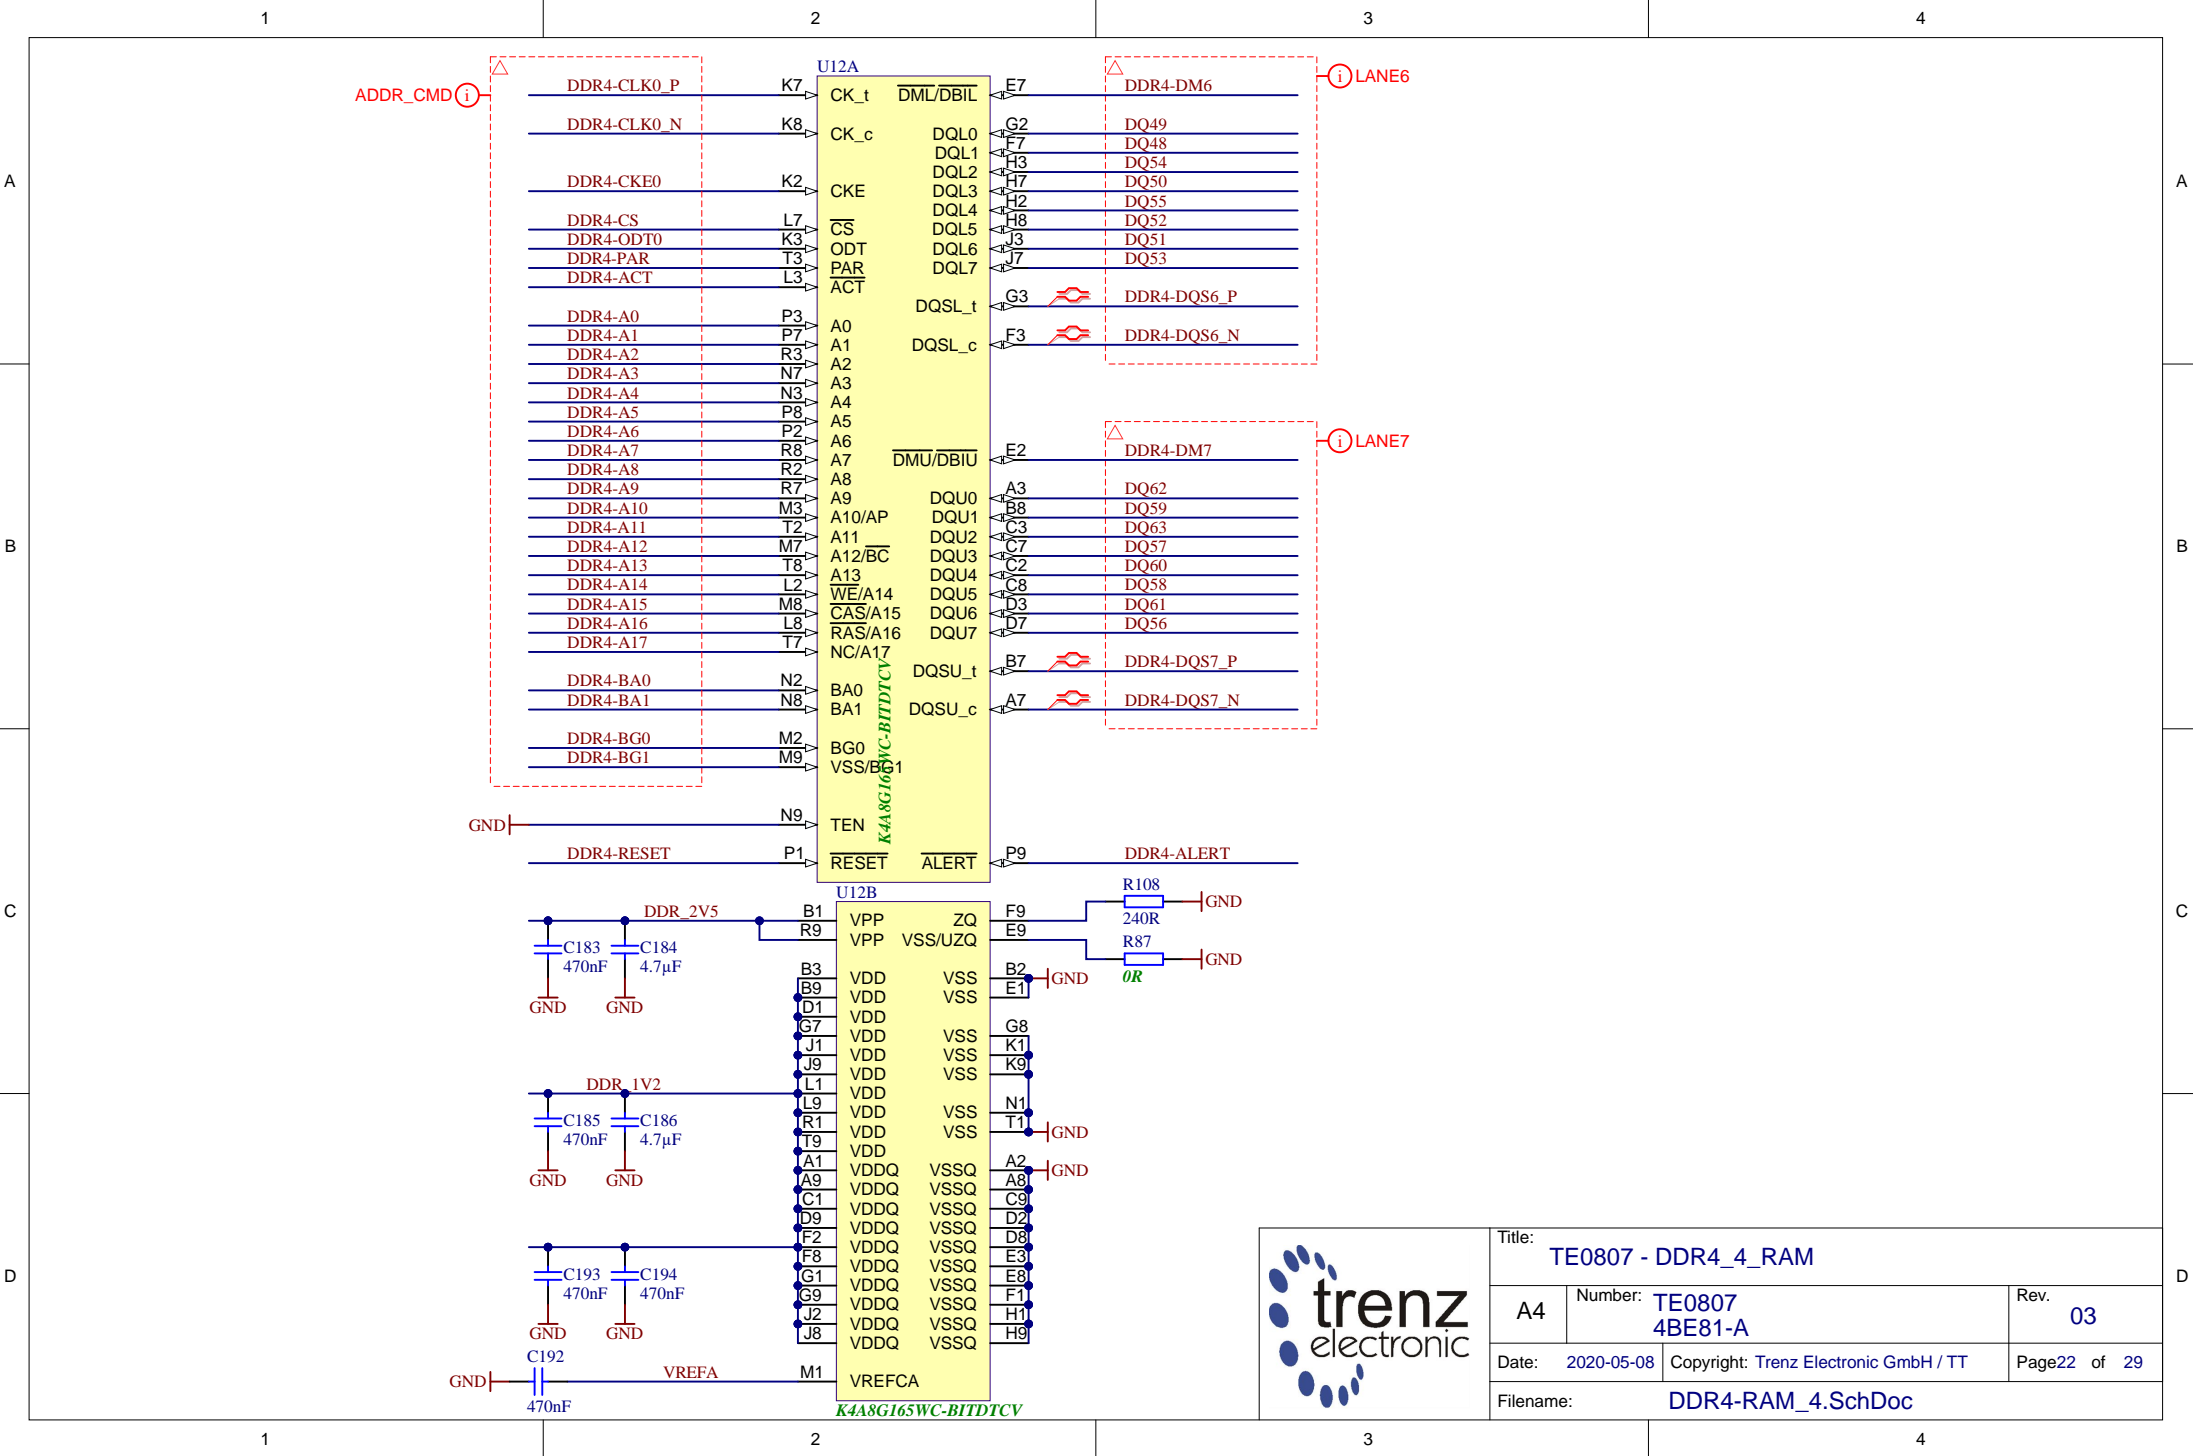 1 2 3 4
A
B
C
D
A
B
C
D
ADDR_CMD i
U12A
DDR4-CLK0_P K7 CK_t
DDR4-CLK0_N K8 CK_c
DDR4-CKE0 K2 CKE
DDR4-CS L7 CS
DDR4-ODT0 K3 ODT
DDR4-PAR T3 PAR
DDR4-ACT L3 ACT
DDR4-A0 P3 A0
DDR4-A1 P7 A1
DDR4-A2 R3 A2
DDR4-A3 N7 A3
DDR4-A4 N3 A4
DDR4-A5 P8 A5
DDR4-A6 P2 A6
DDR4-A7 R8 A7
DDR4-A8 R2 A8
DDR4-A9 R7 A9
DDR4-A10 M3 A10/AP
DDR4-A11 T2 A11
DDR4-A12 M7 A12/BC
DDR4-A13 T8 A13
DDR4-A14 L2 WE/A14
DDR4-A15 M8 CAS/A15
DDR4-A16 L8 RAS/A16
DDR4-A17 T7 NC/A17
DDR4-BA0 N2 BA0
DDR4-BA1 N8 BA1
DDR4-BG0 M2 BG0
DDR4-BG1 M9 VSS/BG1
GND N9 TEN
DDR4-RESET P1 RESET
K4A8G165WC-BITDTCV
i LANE6
DML/DBIL E7 DDR4-DM6
DQL0 G2 DQ49
DQL1 F7 DQ48
DQL2 H3 DQ54
DQL3 H7 DQ50
DQL4 H2 DQ55
DQL5 H8 DQ52
DQL6 J3 DQ51
DQL7 J7 DQ53
DQSL_t G3 DDR4-DQS6_P
DQSL_c F3 DDR4-DQS6_N
i LANE7
DMU/DBIU E2 DDR4-DM7
DQU0 A3 DQ62
DQU1 B8 DQ59
DQU2 C3 DQ63
DQU3 C7 DQ57
DQU4 C2 DQ60
DQU5 C8 DQ58
DQU6 D3 DQ61
DQU7 D7 DQ56
DQSU_t B7 DDR4-DQS7_P
DQSU_c A7 DDR4-DQS7_N
ALERT P9 DDR4-ALERT
U12B
DDR_2V5 B1 VPP
R9 VPP
C183
470nF
GND
C184
4.7µF
GND
B3 VDD
B9 VDD
D1 VDD
G7 VDD
J1 VDD
J9 VDD
DDR_1V2 L1 VDD
L9 VDD
R1 VDD
T9 VDD
C185
470nF
GND
C186
4.7µF
GND
A1 VDDQ
A9 VDDQ
C1 VDDQ
D9 VDDQ
F2 VDDQ
F8 VDDQ
G1 VDDQ
G9 VDDQ
J2 VDDQ
J8 VDDQ
C193
470nF
GND
C194
470nF
GND
GND C192 VREFA M1 VREFCA
470nF
ZQ F9 R108 GND
240R
VSS/UZQ E9 R87 GND
0R
VSS B2 GND
VSS E1
VSS G8
VSS K1
VSS K9
VSS N1
VSS T1 GND
VSSQ A2 GND
VSSQ A8
VSSQ C9
VSSQ D2
VSSQ D8
VSSQ E3
VSSQ E8
VSSQ F1
VSSQ H1
VSSQ H9
K4A8G165WC-BITDTCV
trenz
electronic
Title:
TE0807 - DDR4_4_RAM
A4 Number: TE0807
4BE81-A
Rev.
03
Date: 2020-05-08 Copyright: Trenz Electronic GmbH / TT Page22 of 29
Filename: DDR4-RAM_4.SchDoc
1 2 3 4